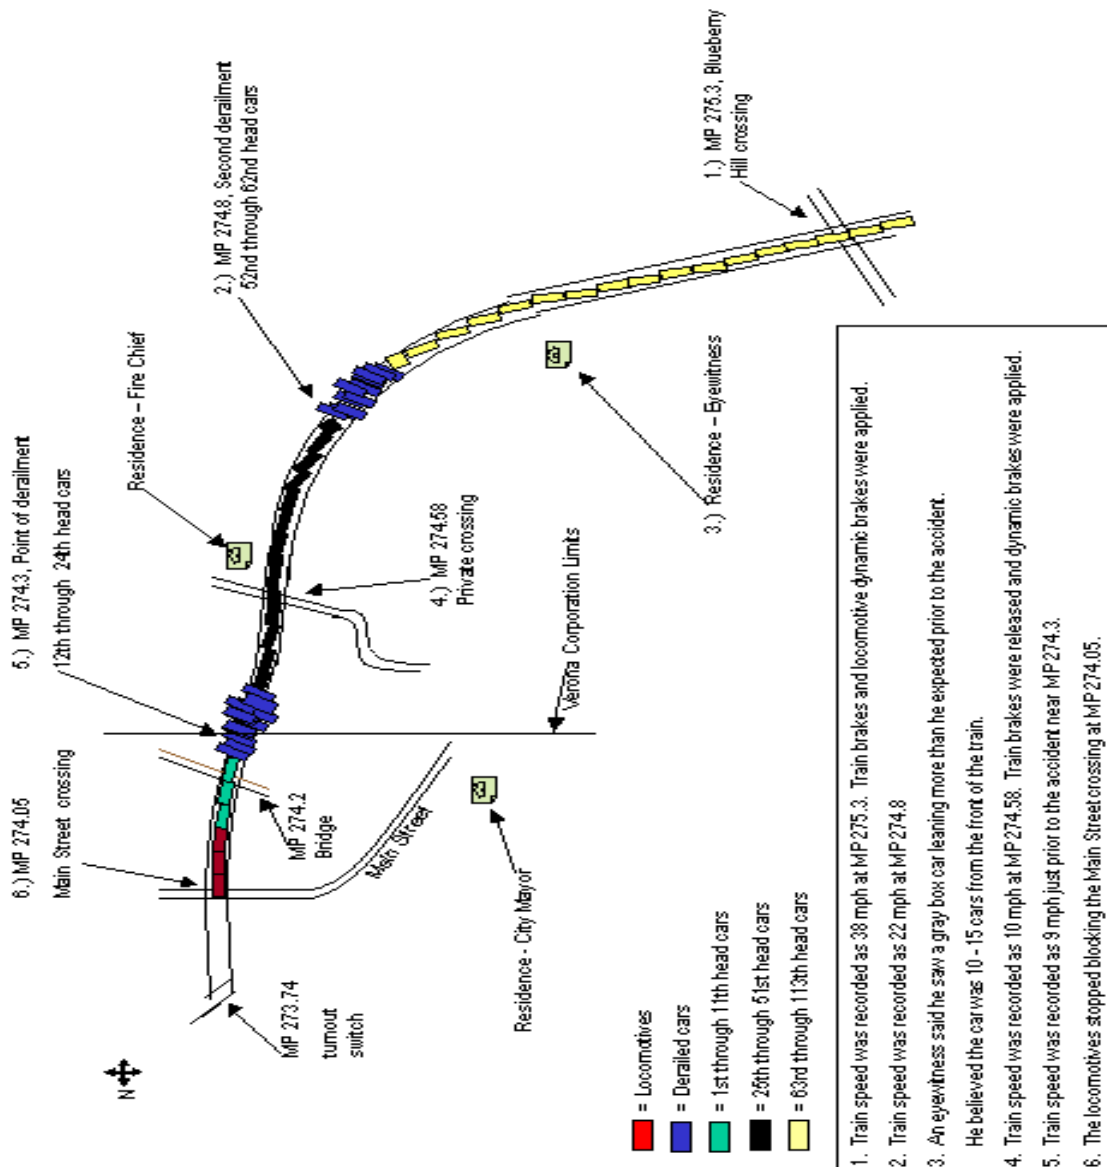 6.) MP 274.05
Main Street crossing
5.) MP 274.3, Point of derailment
12th through 24th head cars
Residence – Fire Chief
2.) MP 274.8, Second derailment
52nd through 62nd head cars
1.) MP 275.3, Blueberry
Hill crossing
N
MP 273.74
turnout
switch
MP 274.2
Bridge
Main Street
Residence - City Mayor
Verona Corporation Limits
4.) MP 274.58
Private crossing
3.) Residence – Eyewitness
= Locomotives
= Derailed cars
= 1st through 11th head cars
= 25th through 51st head cars
= 63rd through 113th head cars
1. Train speed was recorded as 38 mph at MP 275.3. Train brakes and locomotive dynamic brakes were applied.
2. Train speed was recorded as 22 mph at MP 274.8
3. An eyewitness said he saw a gray box car leaning more than he expected prior to the accident.
He believed the car was 10 - 15 cars from the front of the train.
4. Train speed was recorded as 10 mph at MP 274.58. Train brakes were released and dynamic brakes were applied.
5. Train speed was recorded as 9 mph just prior to the accident near MP 274.3.
6. The locomotives stopped blocking the Main Street crossing at MP 274.05.